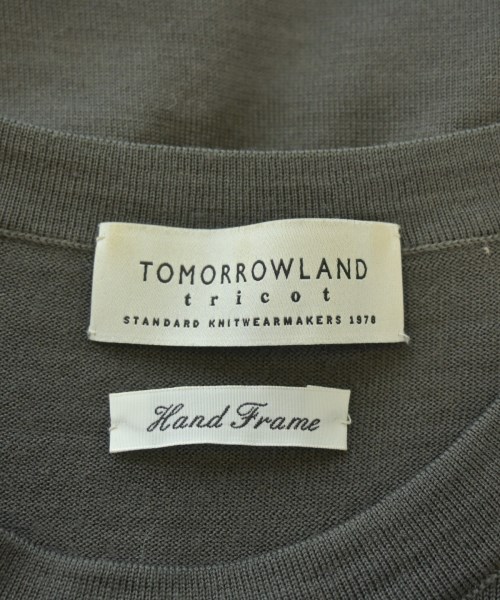 TOMORROWLAND
tricot
STANDARD KNITWEARMAKERS 1978
Hand Frame